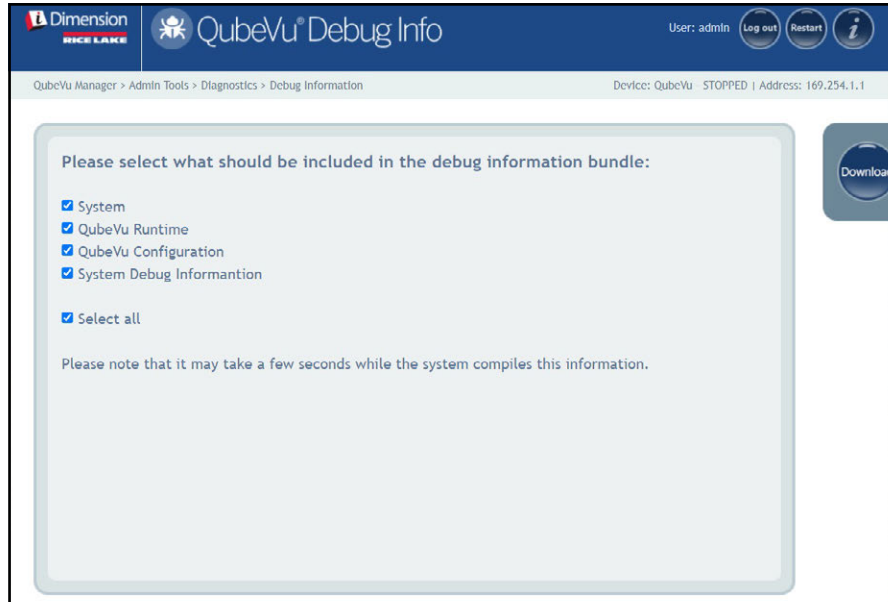 iDimension
RICE LAKE
QubeVu® Debug Info
User: admin
Log out
Restart
i
QubeVu Manager > Admin Tools > Diagnostics > Debug Information
Device: QubeVu STOPPED | Address: 169.254.1.1
Please select what should be included in the debug information bundle:
System
QubeVu Runtime
QubeVu Configuration
System Debug Informantion
Select all
Please note that it may take a few seconds while the system compiles this information.
Downloa